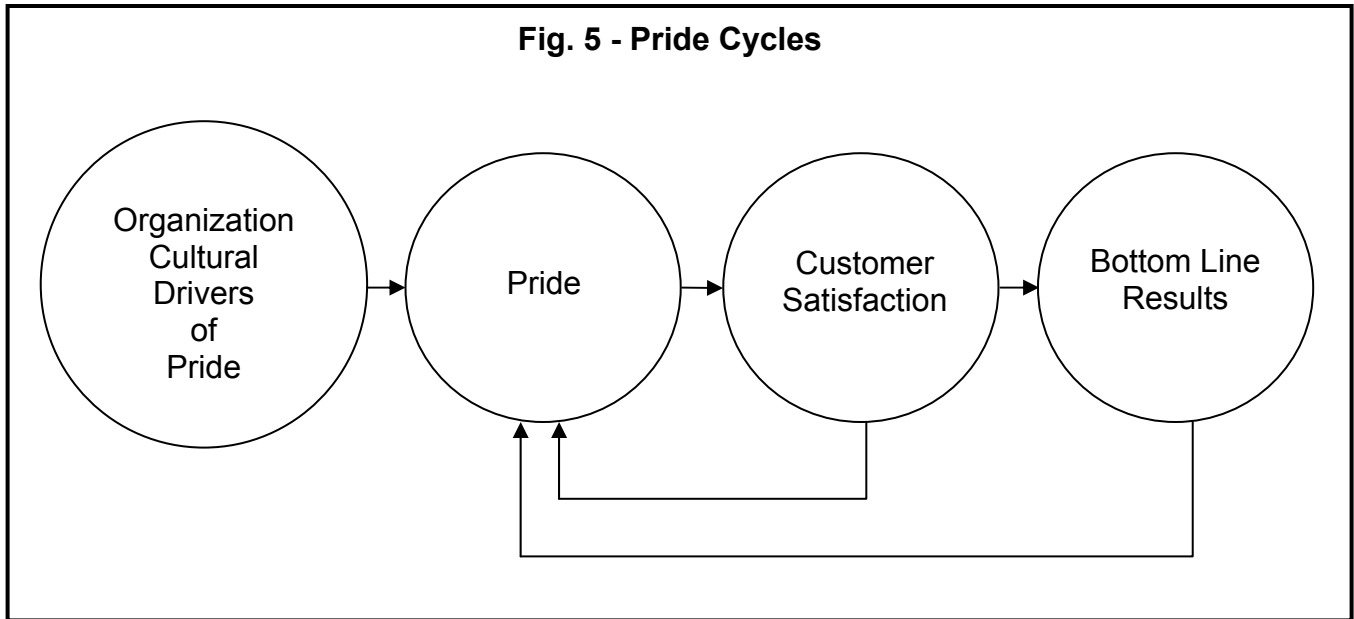 Fig. 5 - Pride Cycles
Organization
Cultural
Drivers
of
Pride
Pride
Customer
Satisfaction
Bottom Line
Results